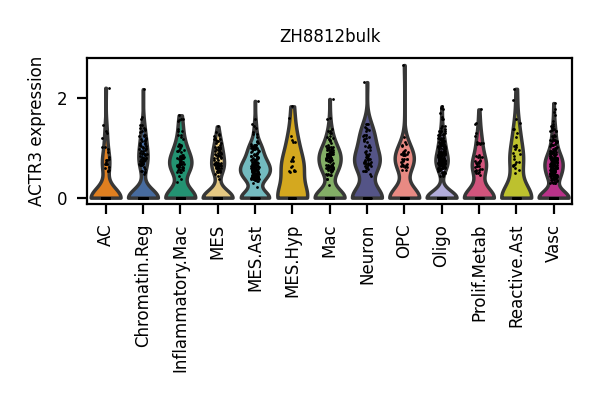 ZH8812bulk
ACTR3 expression
2
0
AC
Chromatin.Reg
Inflammatory.Mac
MES
MES.Ast
MES.Hyp
Mac
Neuron
OPC
Oligo
Prolif.Metab
Reactive.Ast
Vasc